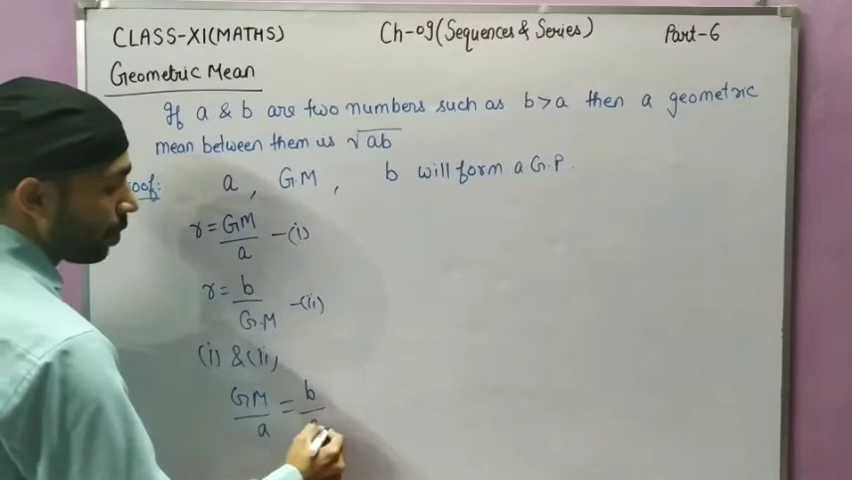 CLASS-XI(MATHS) Ch-09(Sequences & Series) Part-6
Geometric Mean
If a & b are two numbers such as b>a then a geometric
mean between them is √ab
oof: a , G.M , b will form a G.P.
r = GM/a -(i)
r = b/G.M -(ii)
(i) & (ii)
GM/a = b/